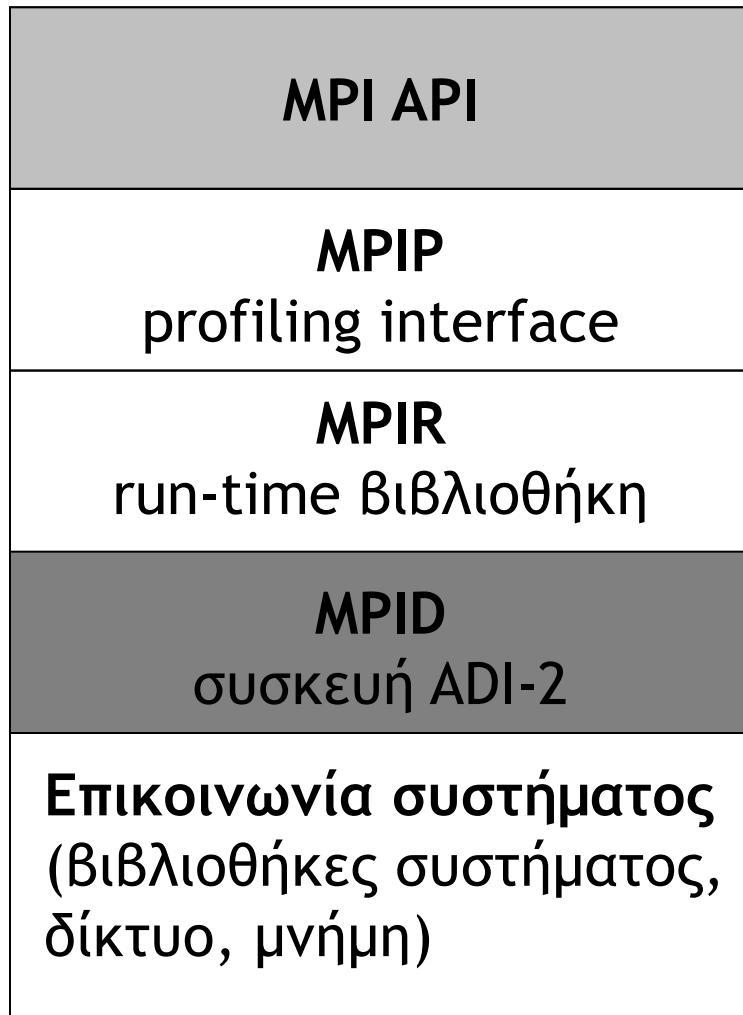 MPI API
MPIP
profiling interface
MPIR
run-time βιβλιοθήκη
MPID
συσκευή ADI-2
Επικοινωνία συστήματος
(βιβλιοθήκες συστήματος,
δίκτυο, μνήμη)